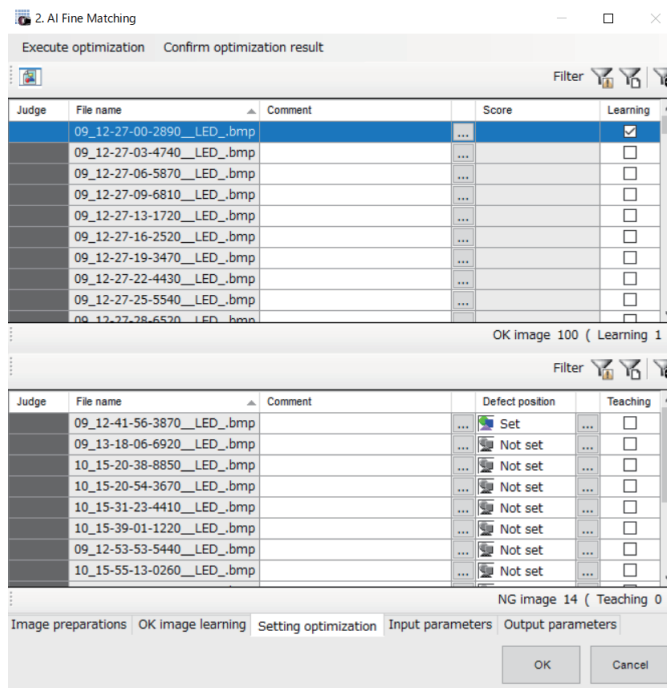 2. AI Fine Matching
Execute optimization Confirm optimization result
Filter
Judge File name Comment Score Learning
09_12-27-00-2890__LED_.bmp ...
09_12-27-03-4740__LED_.bmp ...
09_12-27-06-5870__LED_.bmp ...
09_12-27-09-6810__LED_.bmp ...
09_12-27-13-1720__LED_.bmp ...
09_12-27-16-2520__LED_.bmp ...
09_12-27-19-3470__LED_.bmp ...
09_12-27-22-4430__LED_.bmp ...
09_12-27-25-5540__LED_.bmp ...
09_12-27-28-6520__LED_.bmp
OK image 100 ( Learning 1
Filter
Judge File name Comment Defect position Teaching
09_12-41-56-3870__LED_.bmp ... Set ...
09_13-18-06-6920__LED_.bmp ... Not set ...
10_15-20-38-8850__LED_.bmp ... Not set ...
10_15-20-54-3670__LED_.bmp ... Not set ...
10_15-31-23-4410__LED_.bmp ... Not set ...
10_15-39-01-1220__LED_.bmp ... Not set ...
09_12-53-53-5440__LED_.bmp ... Not set ...
10_15-55-13-0260__LED_.bmp ... Not set ...
NG image 14 ( Teaching 0
Image preparations OK image learning Setting optimization Input parameters Output parameters
OK Cancel